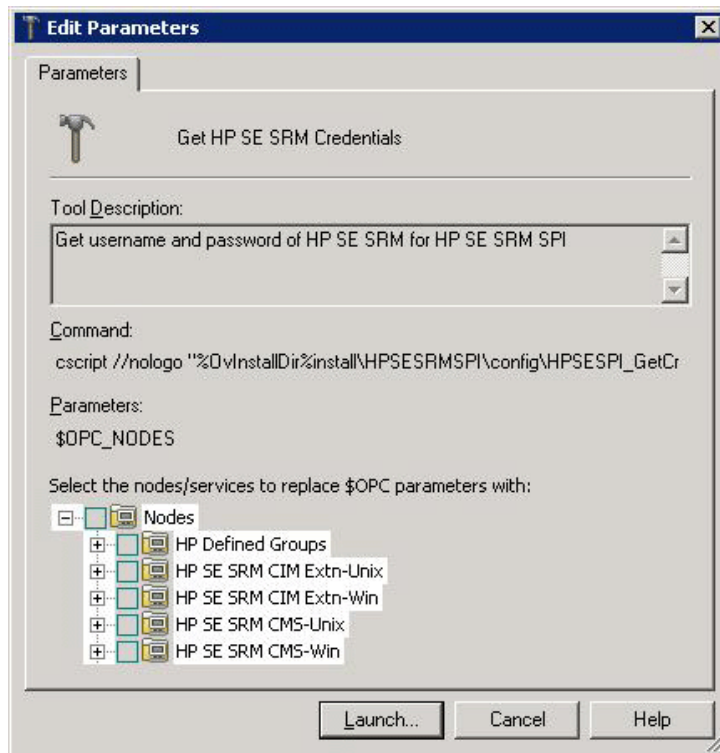 Edit Parameters
Parameters
Get HP SE SRM Credentials
Tool Description:
Get username and password of HP SE SRM for HP SE SRM SPI
Command:
cscript //nologo "%OvInstallDir%install\HPSESRMSPI\config\HPSESPI_GetCr
Parameters:
$OPC_NODES
Select the nodes/services to replace $OPC parameters with:
Nodes
HP Defined Groups
HP SE SRM CIM Extn-Unix
HP SE SRM CIM Extn-Win
HP SE SRM CMS-Unix
HP SE SRM CMS-Win
Launch... Cancel Help